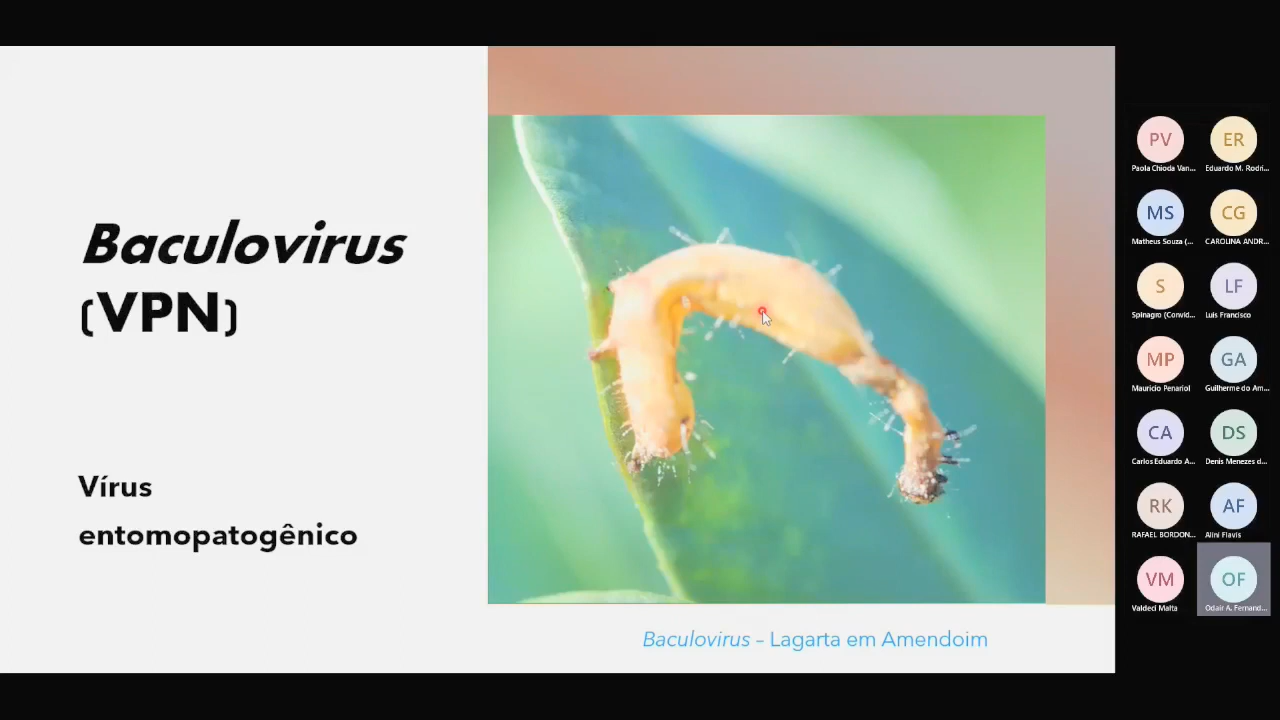 Baculovirus
(VPN)
Vírus
entomopatogênico
Baculovirus – Lagarta em Amendoim
PV
ER
Paola Chioda Van...
Eduardo M. Rodri...
MS
CG
Matheus Souza (...
CAROLINA ANDR...
S
LF
Spinagro (Convid...
Luis Francisco
MP
GA
Mauricio Penariol
Guilherme do Am...
CA
DS
Carlos Eduardo A...
Denis Menezes d...
RK
AF
RAFAEL BORDON...
Alini Flavis
VM
OF
Valdeci Malta
Odair A. Fernand...